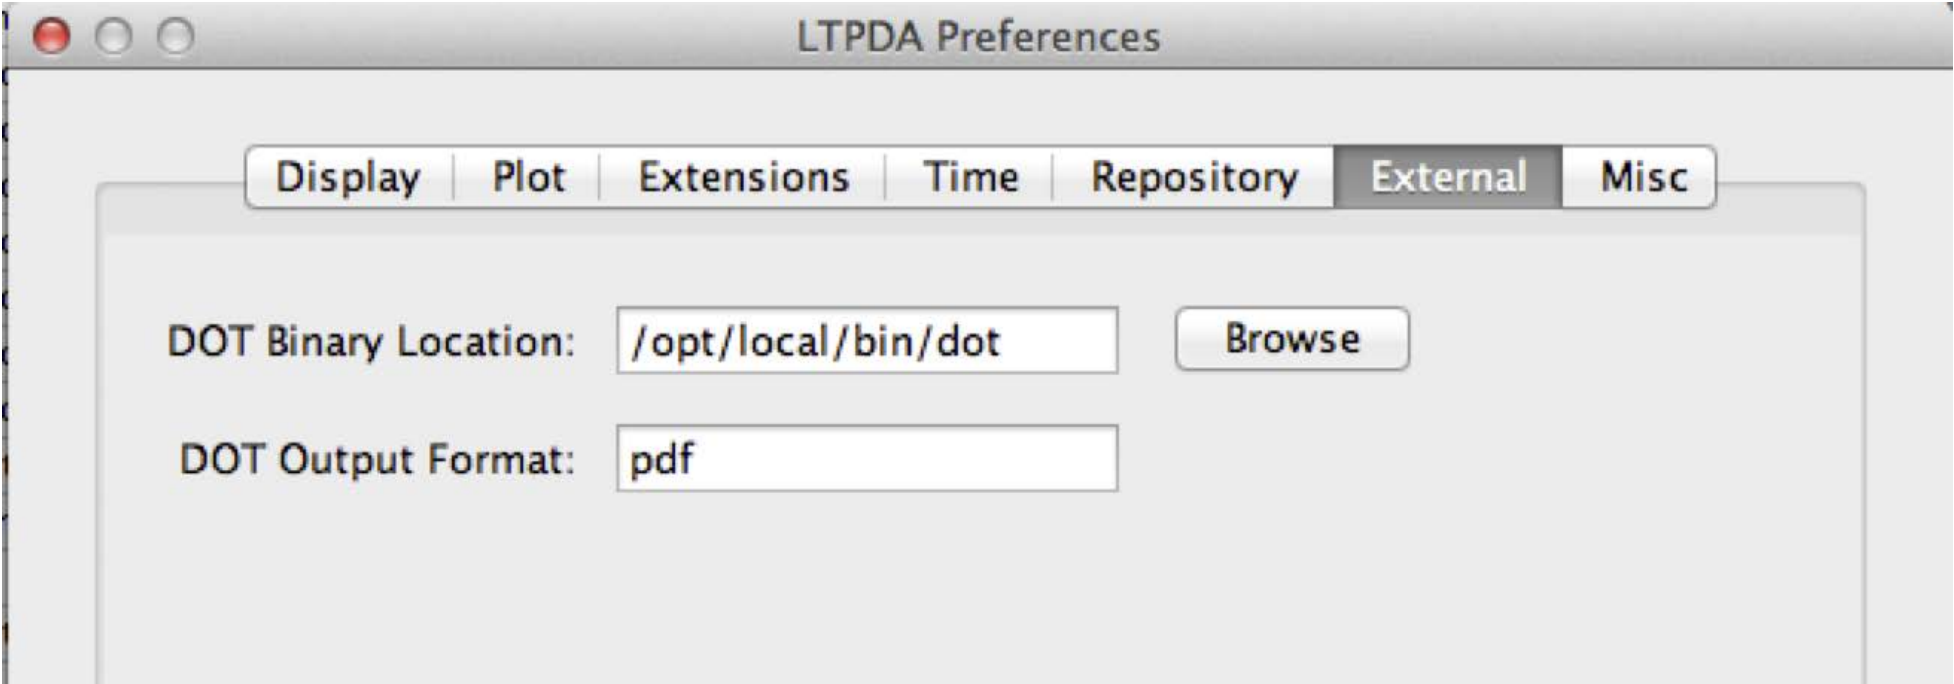 LTPDA Preferences
Display Plot Extensions Time Repository External Misc
DOT Binary Location: /opt/local/bin/dot Browse
DOT Output Format: pdf